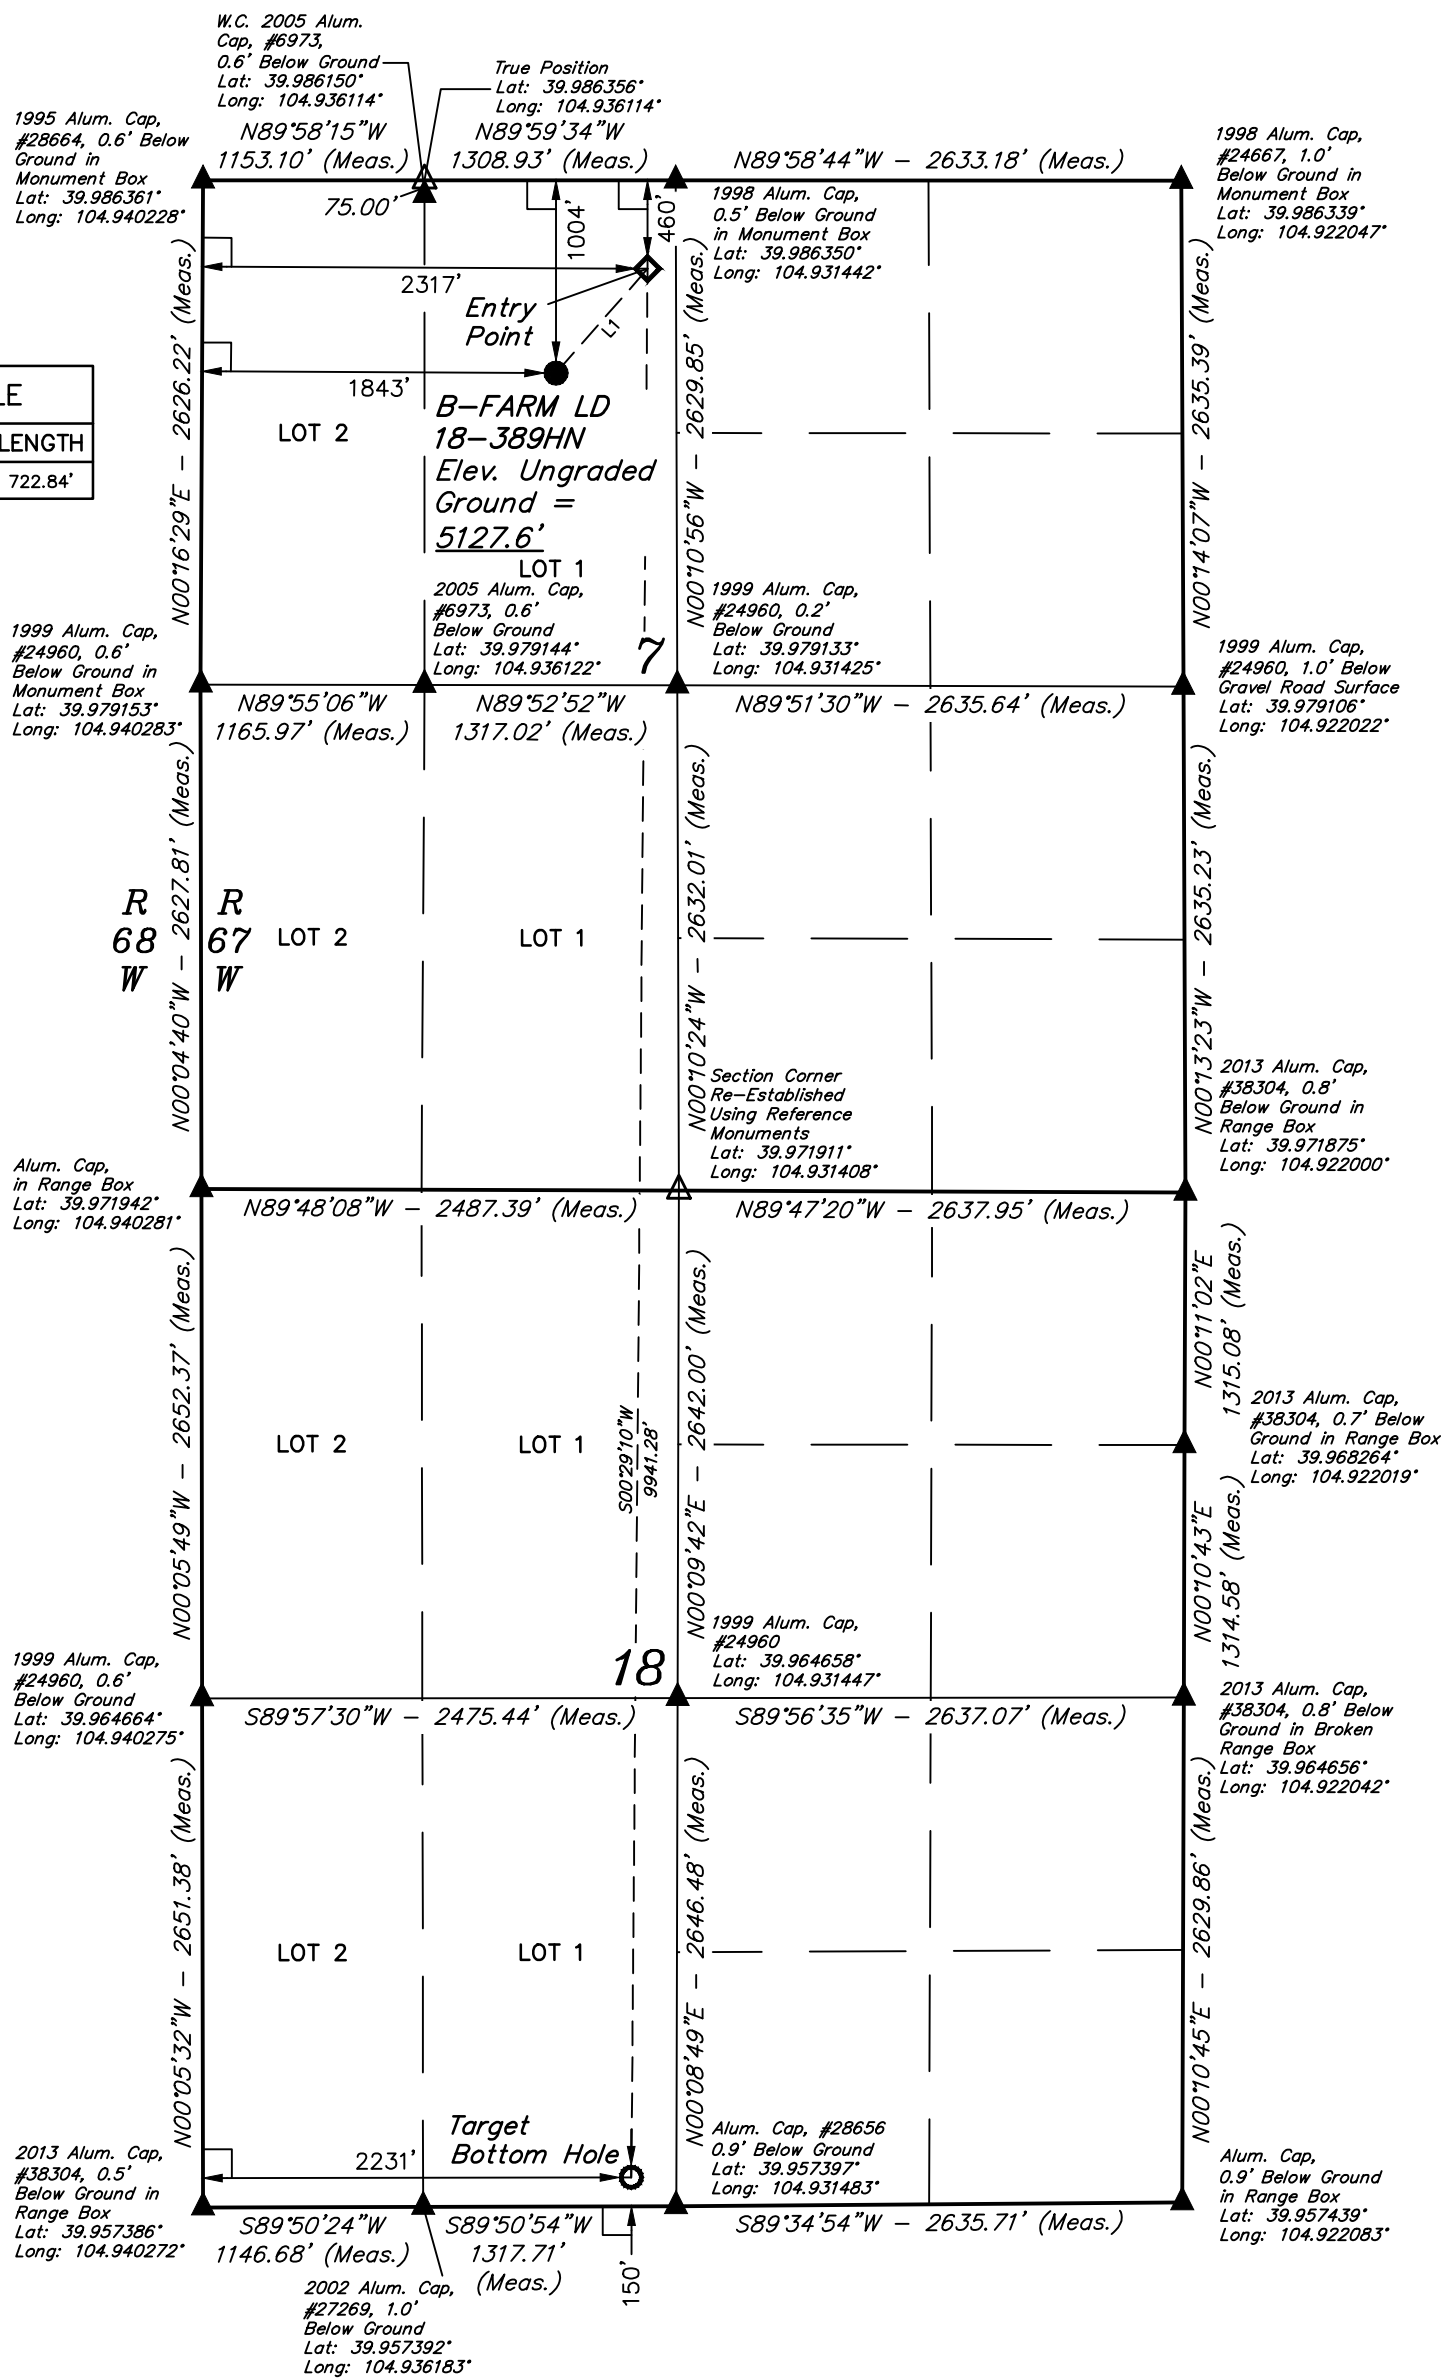 W.C. 2005 Alum.
Cap, #6973,
0.6' Below Ground
Lat: 39.986150°
Long: 104.936114°
True Position
Lat: 39.986356°
Long: 104.936114°
1995 Alum. Cap,
#28664, 0.6' Below
Ground in
Monument Box
Lat: 39.986361°
Long: 104.940228°
N89°58'15"W
1153.10' (Meas.)
N89°59'34"W
1308.93' (Meas.)
N89°58'44"W - 2633.18' (Meas.)
1998 Alum. Cap,
#24667, 1.0'
Below Ground in
Monument Box
Lat: 39.986339°
Long: 104.922047°
75.00'
1004'
460'
1998 Alum. Cap,
0.5' Below Ground
in Monument Box
Lat: 39.986350°
Long: 104.931442°
2317'
Entry
Point
L1
1843'
LE
LENGTH
722.84'
B-FARM LD
18-389HN
Elev. Ungraded
Ground =
5127.6'
LOT 2
LOT 1
N00°16'29"E - 2626.22' (Meas.)
N00°10'56"W - 2629.85' (Meas.)
N00°14'07"W - 2635.39' (Meas.)
1999 Alum. Cap,
#24960, 0.6'
Below Ground in
Monument Box
Lat: 39.979153°
Long: 104.940283°
2005 Alum. Cap,
#6973, 0.6'
Below Ground
Lat: 39.979144°
Long: 104.936122°
7
1999 Alum. Cap,
#24960, 0.2'
Below Ground
Lat: 39.979133°
Long: 104.931425°
1999 Alum. Cap,
#24960, 1.0' Below
Gravel Road Surface
Lat: 39.979106°
Long: 104.922022°
N89°55'06"W
1165.97' (Meas.)
N89°52'52"W
1317.02' (Meas.)
N89°51'30"W - 2635.64' (Meas.)
N00°04'40"W - 2627.81' (Meas.)
N00°10'24"W - 2632.01' (Meas.)
N00°13'23"W - 2635.23' (Meas.)
R
68
W
R
67
W
LOT 2
LOT 1
Section Corner
Re-Established
Using Reference
Monuments
Lat: 39.971911°
Long: 104.931408°
2013 Alum. Cap,
#38304, 0.8'
Below Ground in
Range Box
Lat: 39.971875°
Long: 104.922000°
Alum. Cap,
in Range Box
Lat: 39.971942°
Long: 104.940281°
N89°48'08"W - 2487.39' (Meas.)
N89°47'20"W - 2637.95' (Meas.)
N00°05'49"W - 2652.37' (Meas.)
S00°29'10"W
9941.28'
N00°09'42"E - 2642.00' (Meas.)
N00°11'02"E
1315.08' (Meas.)
2013 Alum. Cap,
#38304, 0.7' Below
Ground in Range Box
Lat: 39.968264°
Long: 104.922019°
LOT 2
LOT 1
N00°10'43"E
1314.58' (Meas.)
1999 Alum. Cap,
#24960, 0.6'
Below Ground
Lat: 39.964664°
Long: 104.940275°
18
1999 Alum. Cap,
#24960
Lat: 39.964658°
Long: 104.931447°
2013 Alum. Cap,
#38304, 0.8' Below
Ground in Broken
Range Box
Lat: 39.964656°
Long: 104.922042°
S89°57'30"W - 2475.44' (Meas.)
S89°56'35"W - 2637.07' (Meas.)
N00°05'32"W - 2651.38' (Meas.)
N00°08'49"E - 2646.48' (Meas.)
N00°10'45"E - 2629.86' (Meas.)
LOT 2
LOT 1
Target
Bottom Hole
2231'
2013 Alum. Cap,
#38304, 0.5'
Below Ground in
Range Box
Lat: 39.957386°
Long: 104.940272°
Alum. Cap, #28656
0.9' Below Ground
Lat: 39.957397°
Long: 104.931483°
Alum. Cap,
0.9' Below Ground
in Range Box
Lat: 39.957439°
Long: 104.922083°
S89°50'24"W
1146.68' (Meas.)
S89°50'54"W
1317.71'
(Meas.)
150'
S89°34'54"W - 2635.71' (Meas.)
2002 Alum. Cap,
#27269, 1.0'
Below Ground
Lat: 39.957392°
Long: 104.936183°